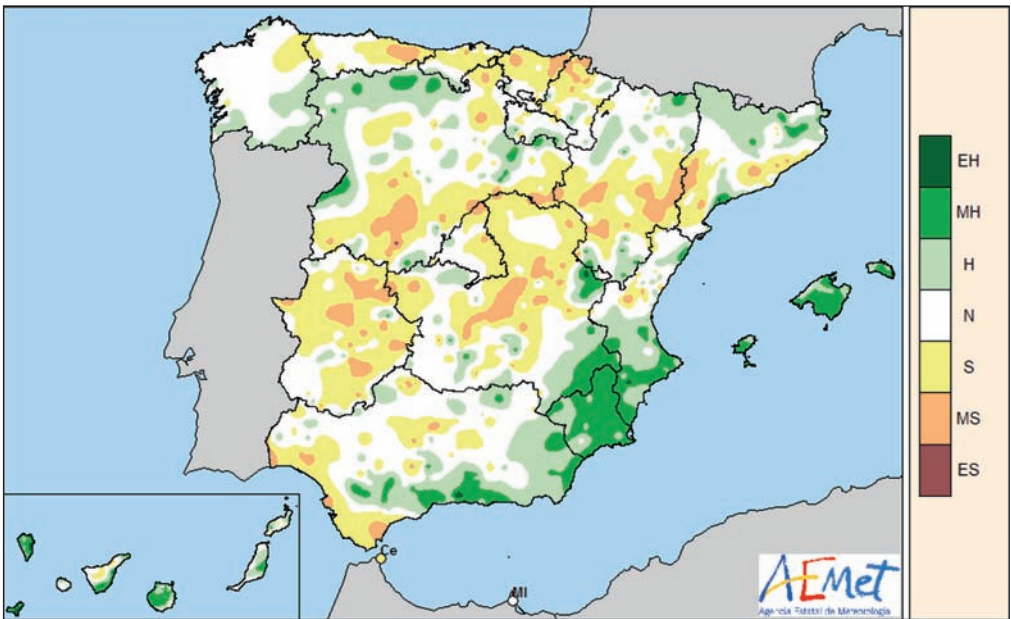 EH
MH
H
N
S
MS
ES
Ce
Ml
AEMet
Agencia Estatal de Meteorología